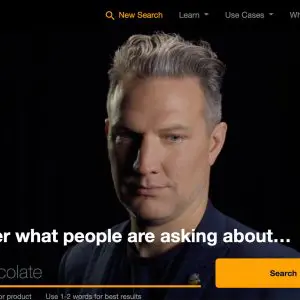 New Search Learn Use Cases Wh
er what people are asking about...
colate
Search
or product Use 1-2 words for best results